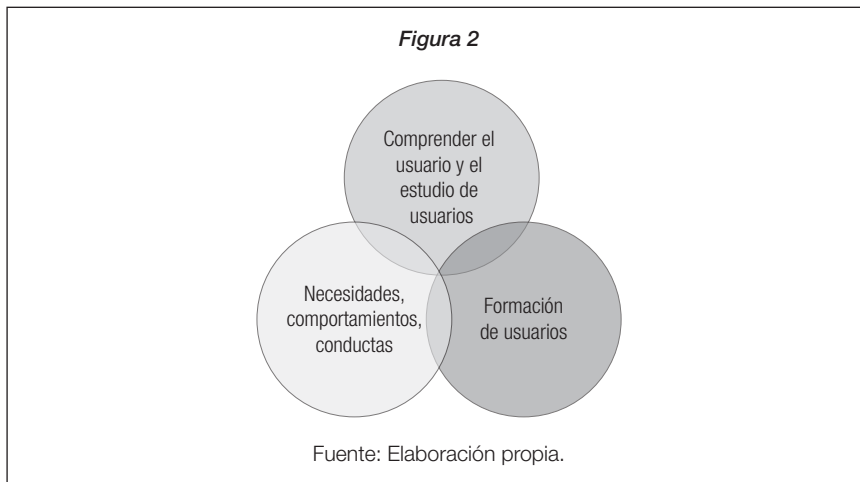 Figura 2
Comprender el
usuario y el
estudio de
usuarios
Necesidades,
comportamientos,
conductas
Formación
de usuarios
Fuente: Elaboración propia.